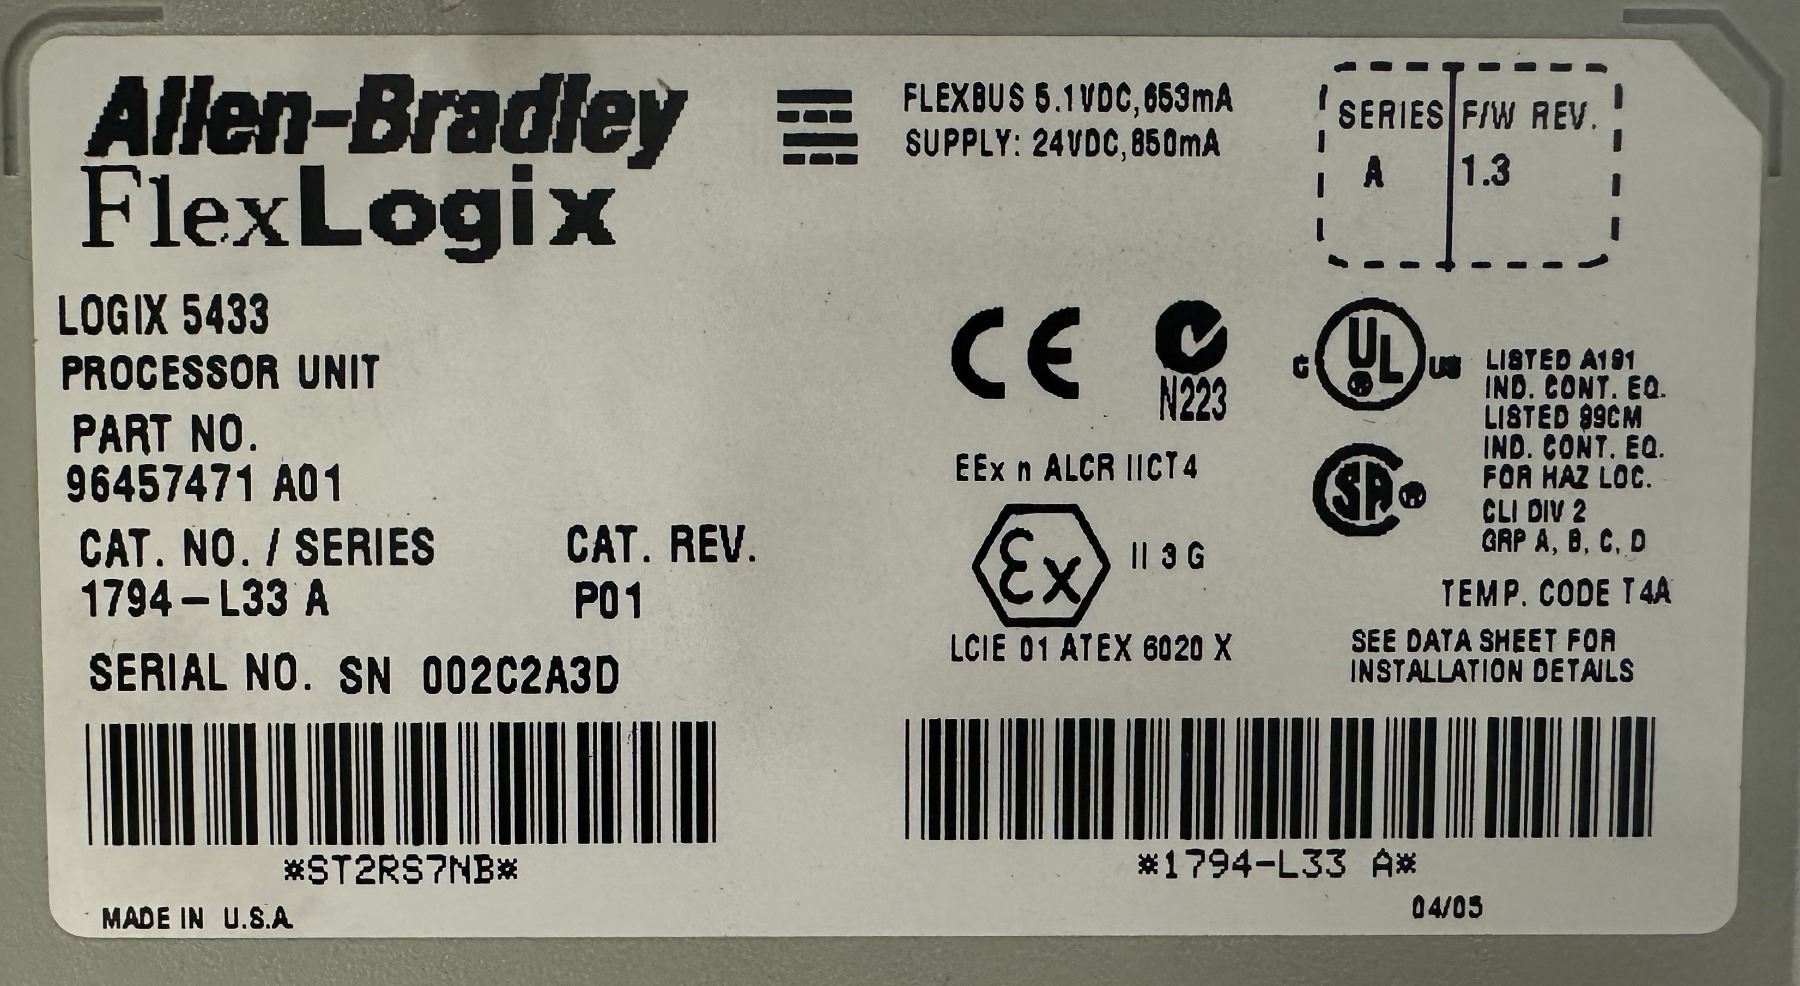 Allen-Bradley
FlexLogix
FLEXBUS 5.1VDC,653mA
SUPPLY: 24VDC,850mA
SERIES F/W REV.
A 1.3
LOGIX 5433
PROCESSOR UNIT
PART NO.
96457471 A01
CAT. NO. / SERIES CAT. REV.
1794-L33 A P01
SERIAL NO. SN 002C2A3D
CE
N223
C UL US
LISTED A191
IND. CONT. EQ.
LISTED 99CM
IND. CONT. EQ.
FOR HAZ LOC.
CLI DIV 2
GRP A, B, C, D
SA
EEx n ALCR IICT4
Ex II 3 G
LCIE 01 ATEX 6020 X
TEMP. CODE T4A
SEE DATA SHEET FOR
INSTALLATION DETAILS
*ST2RS7NB*
*1794-L33 A*
MADE IN U.S.A.
04/05